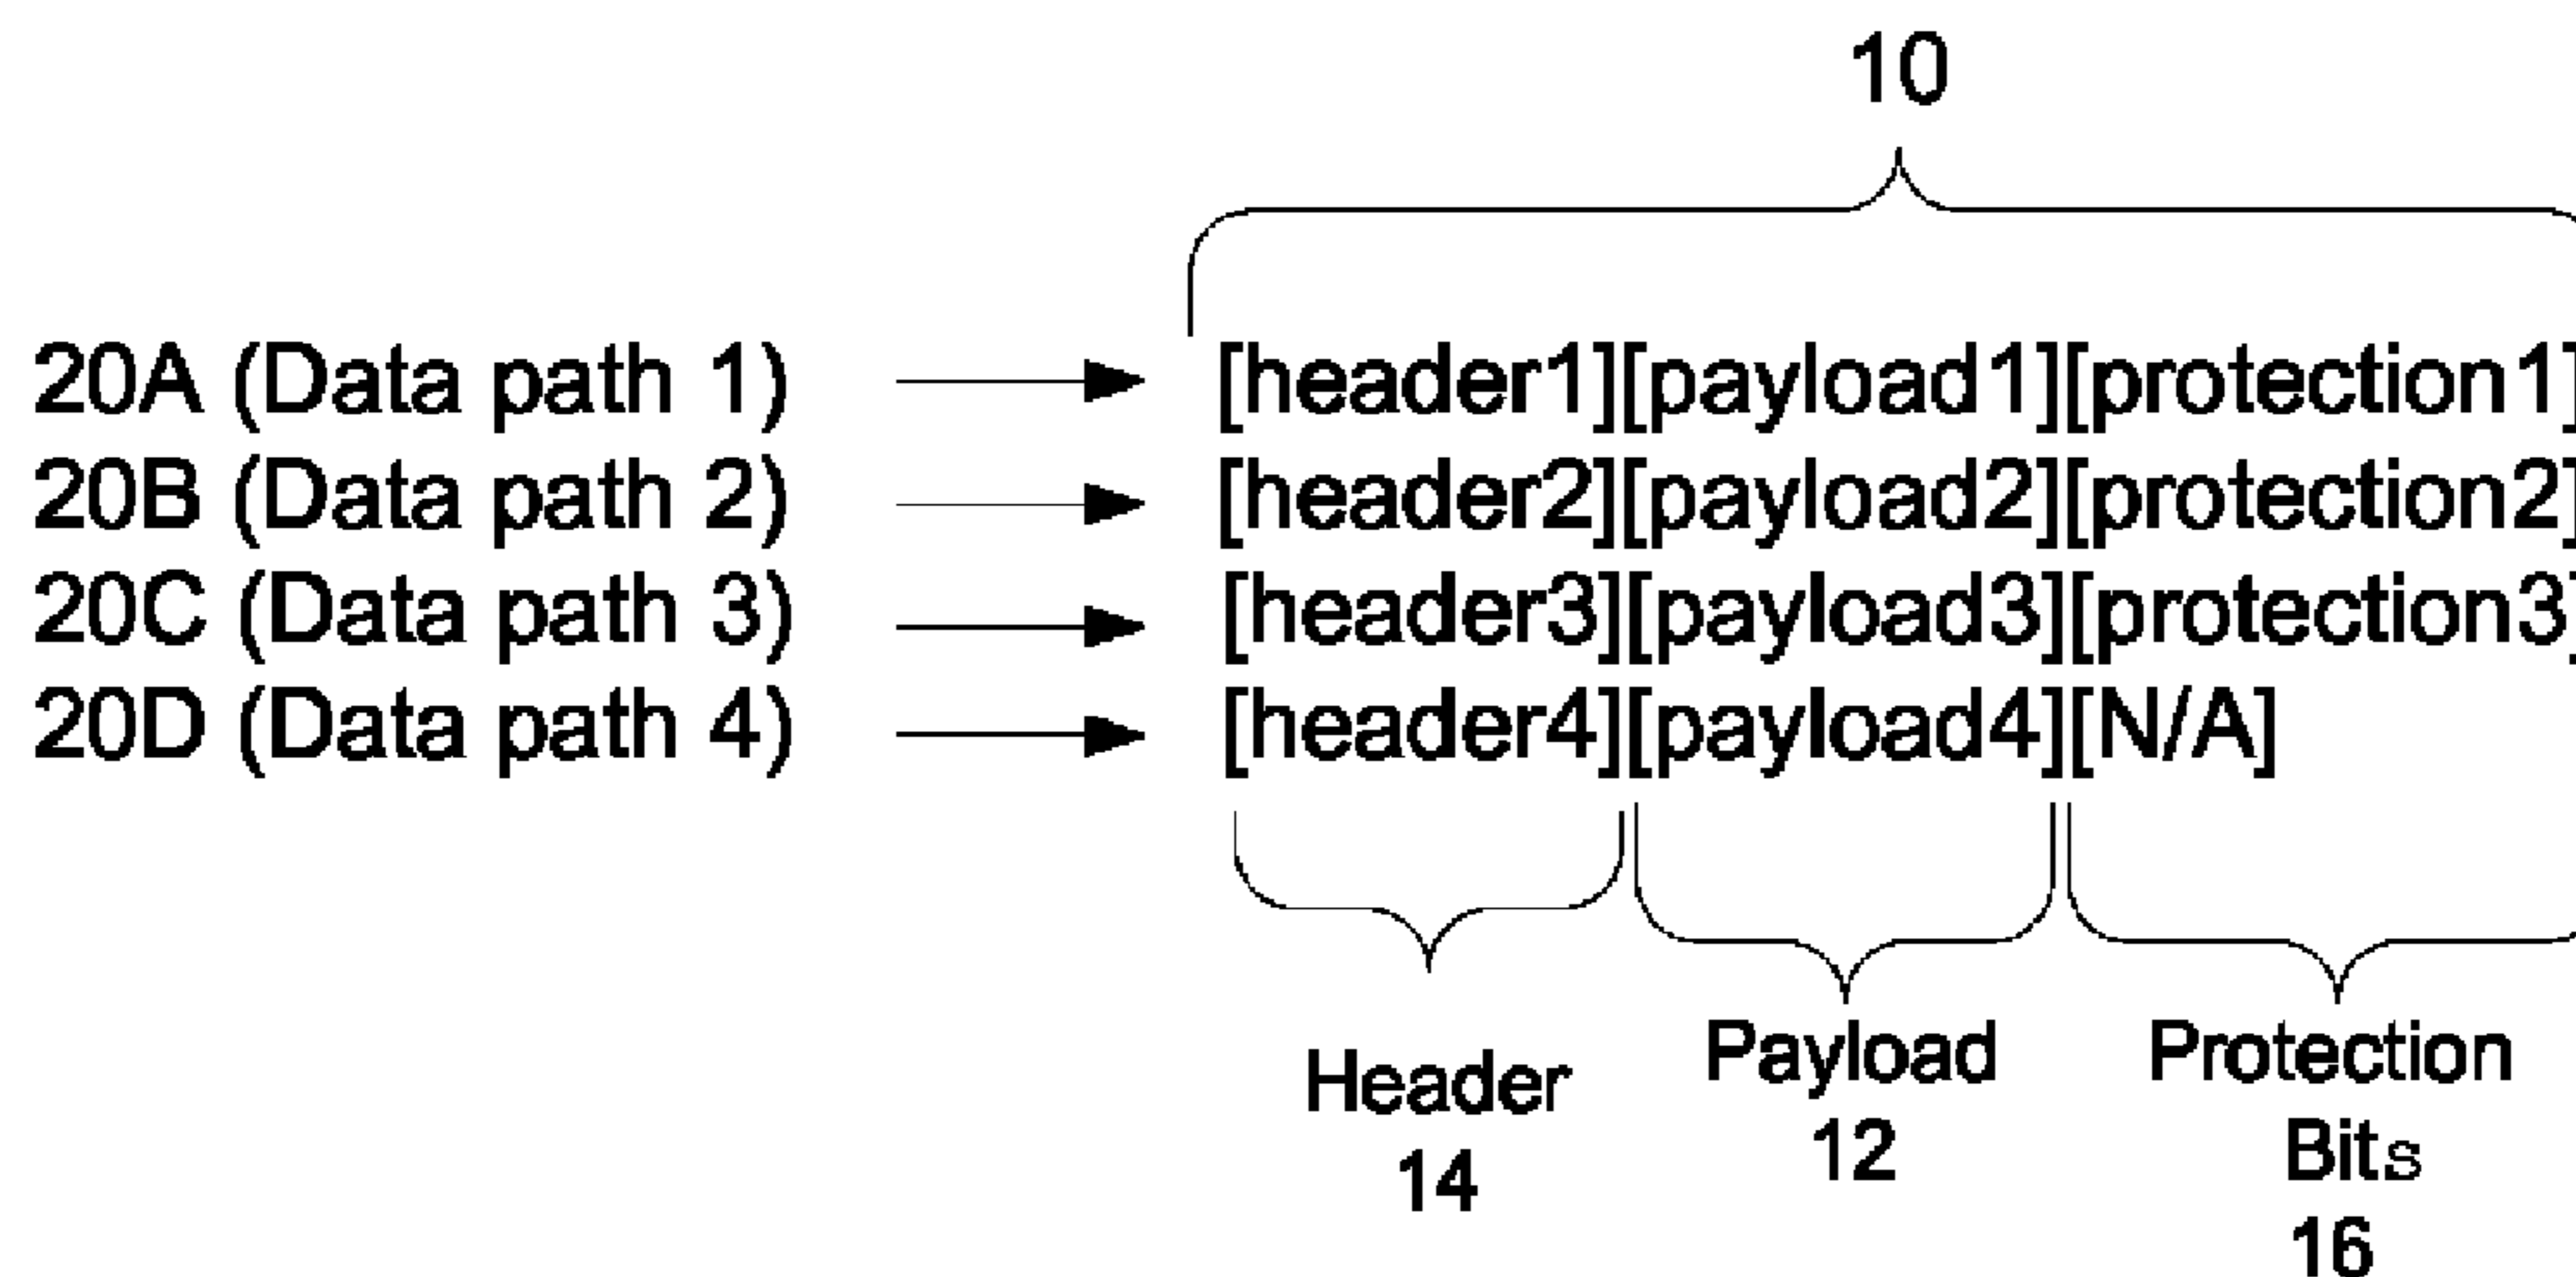 10
20A (Data path 1) [header1][payload1][protection1]
20B (Data path 2) [header2][payload2][protection2]
20C (Data path 3) [header3][payload3][protection3]
20D (Data path 4) [header4][payload4][N/A]
Header
14
Payload
12
Protection
Bits
16